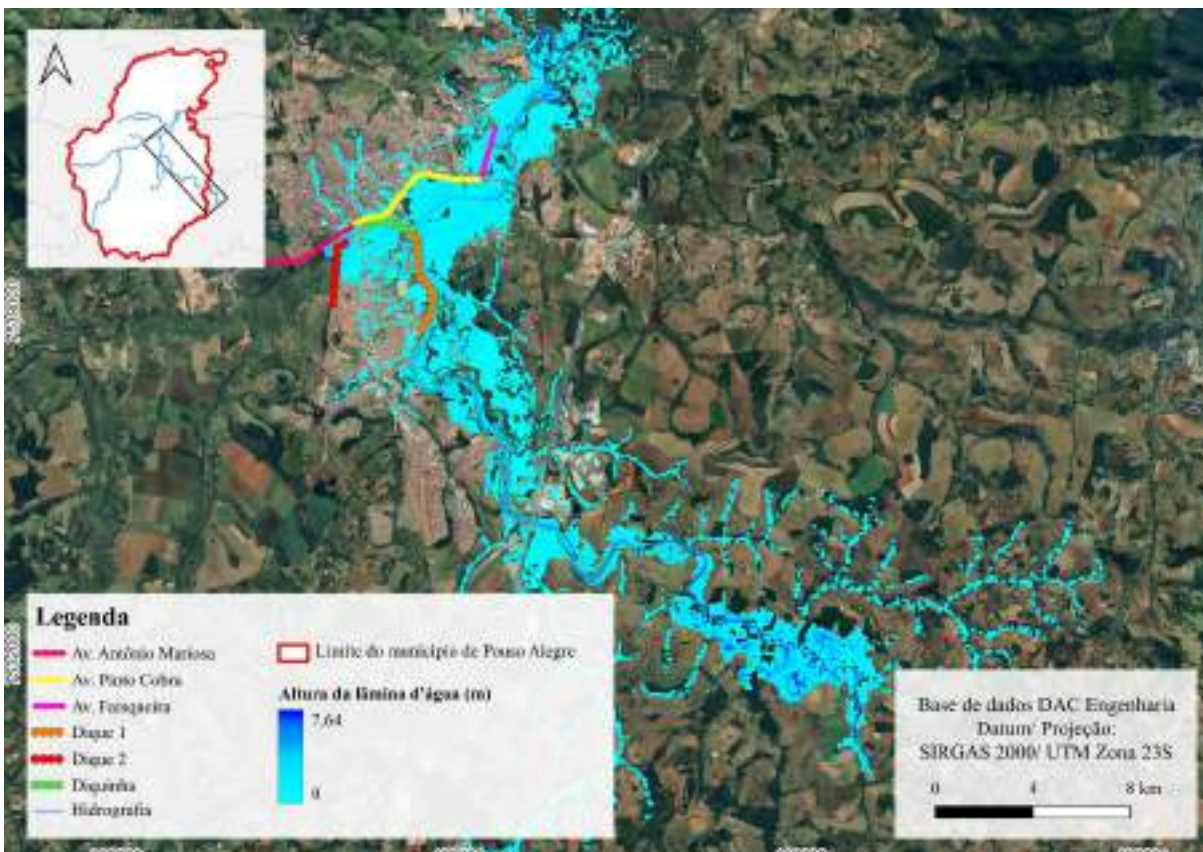 Legenda
Av. Antônio Mariosa
Av. Pinto Cobra
Av. Faisqueira
Dique 1
Dique 2
Diquinha
Hidrografia
Limite do município de Pouso Alegre
Altura da lâmina d'água (m)
7,64
0
Base de dados DAC Engenharia
Datum/ Projeção:
SIRGAS 2000/ UTM Zona 23S
0 4 8 km